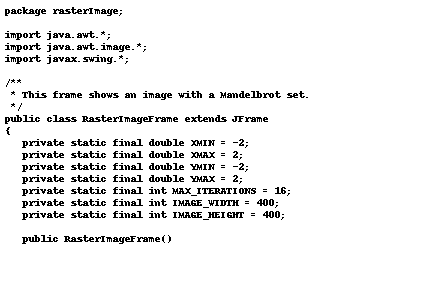 package rasterImage;

import java.awt.*;
import java.awt.image.*;
import javax.swing.*;

/**
 * This frame shows an image with a Mandelbrot set.
 */
public class RasterImageFrame extends JFrame
{
   private static final double XMIN = -2;
   private static final double XMAX = 2;
   private static final double YMIN = -2;
   private static final double YMAX = 2;
   private static final int MAX_ITERATIONS = 16;
   private static final int IMAGE_WIDTH = 400;
   private static final int IMAGE_HEIGHT = 400;

   public RasterImageFrame()